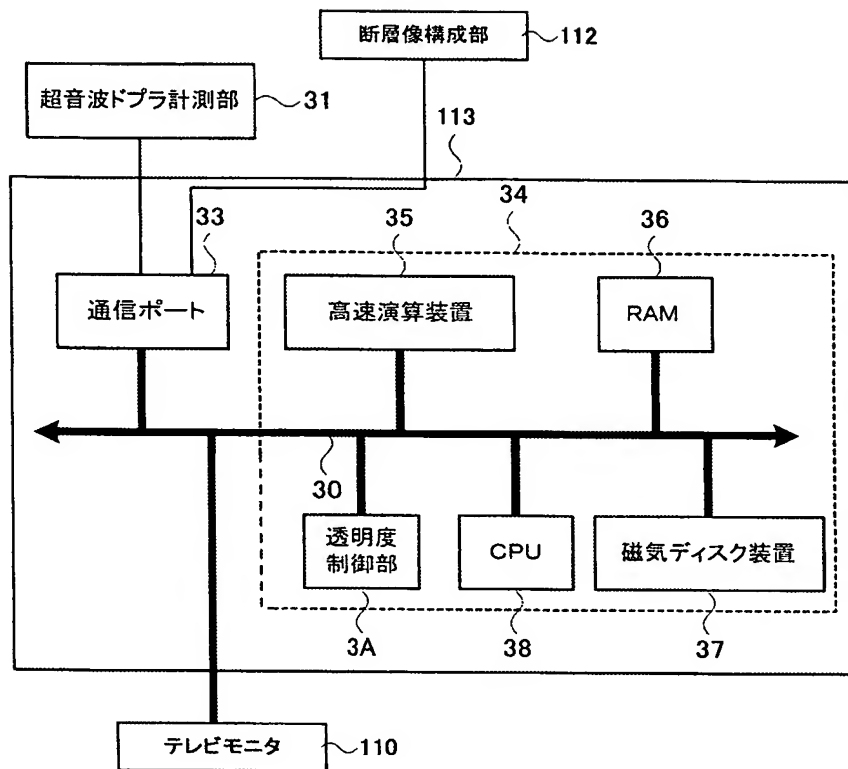 断層像構成部
112
超音波ドプラ計測部
31
113
34
33
35
36
通信ポート
高速演算装置
RAM
30
透明度
制御部
CPU
磁気ディスク装置
3A
38
37
テレビモニタ
110